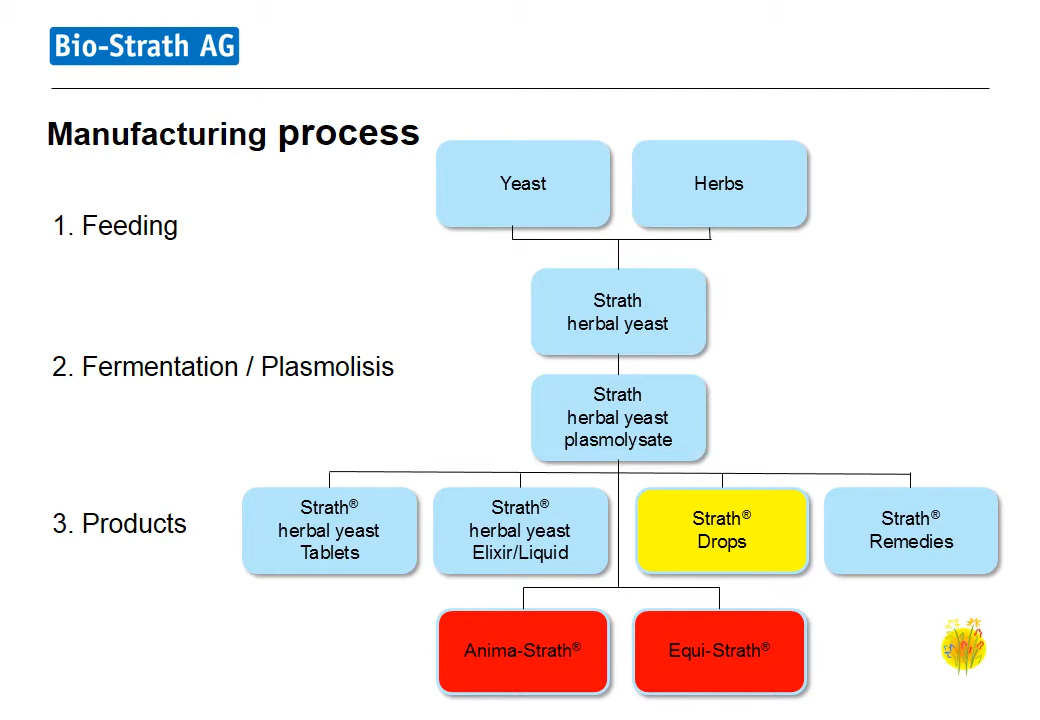 Bio-Strath AG
Manufacturing process
Yeast
Herbs
1. Feeding
Strath
herbal yeast
2. Fermentation / Plasmolisis
Strath
herbal yeast
plasmolysate
3. Products
Strath®
herbal yeast
Tablets
Strath®
herbal yeast
Elixir/Liquid
Strath®
Drops
Strath®
Remedies
Anima-Strath®
Equi-Strath®